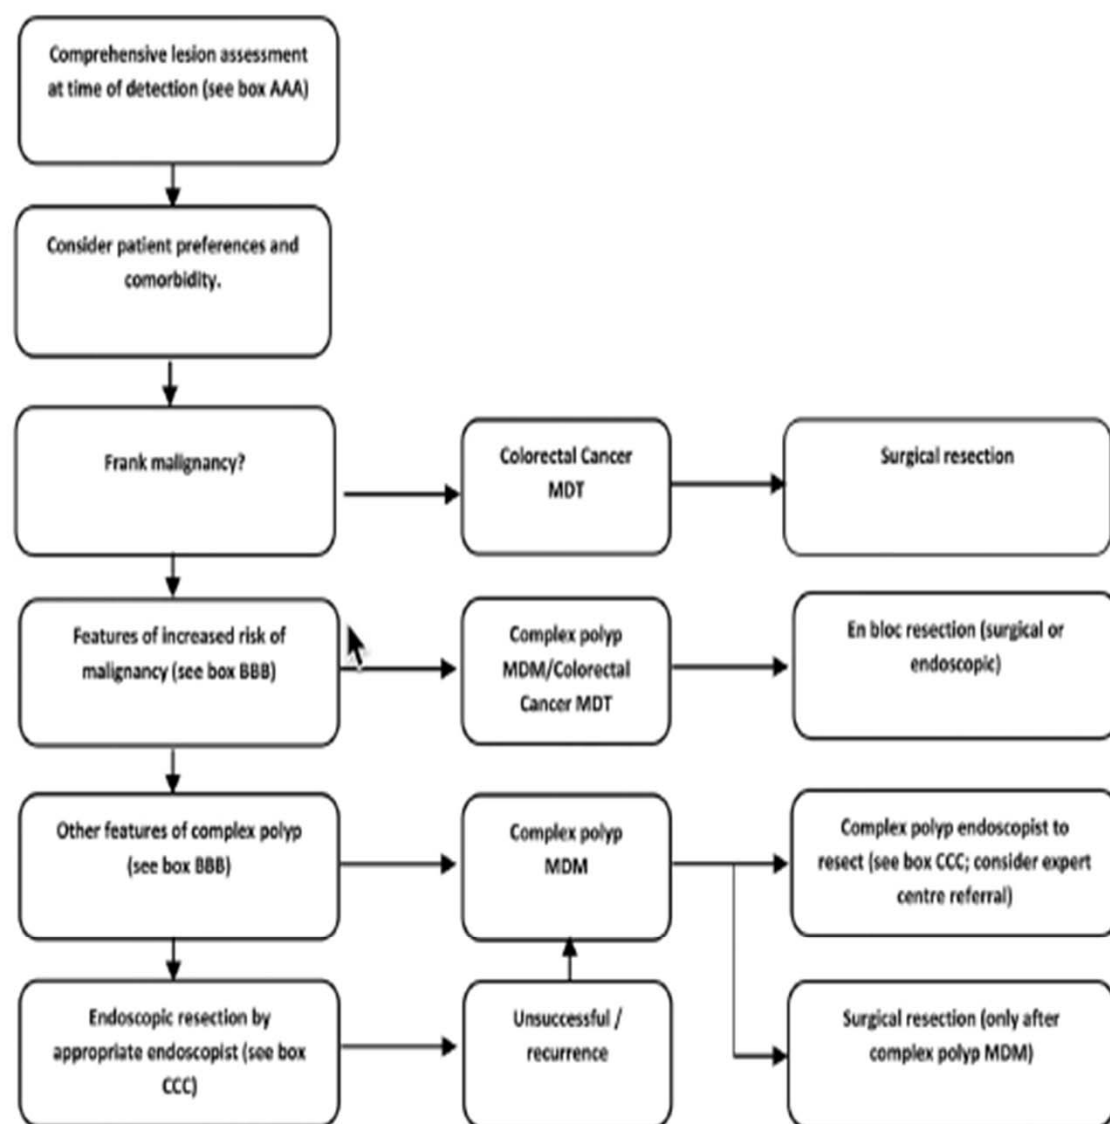 Comprehensive lesion assessment
at time of detection (see box AAA)
Consider patient preferences and
comorbidity.
Frank malignancy?
Colorectal Cancer
MDT
Surgical resection
Features of increased risk of
malignancy (see box BBB)
Complex polyp
MDM/Colorectal
Cancer MDT
En bloc resection (surgical or
endoscopic)
Other features of complex polyp
(see box BBB)
Complex polyp
MDM
Complex polyp endoscopist to
resect (see box CCC; consider expert
centre referral)
Endoscopic resection by
appropriate endoscopist (see box
CCC)
Unsuccessful /
recurrence
Surgical resection (only after
complex polyp MDM)